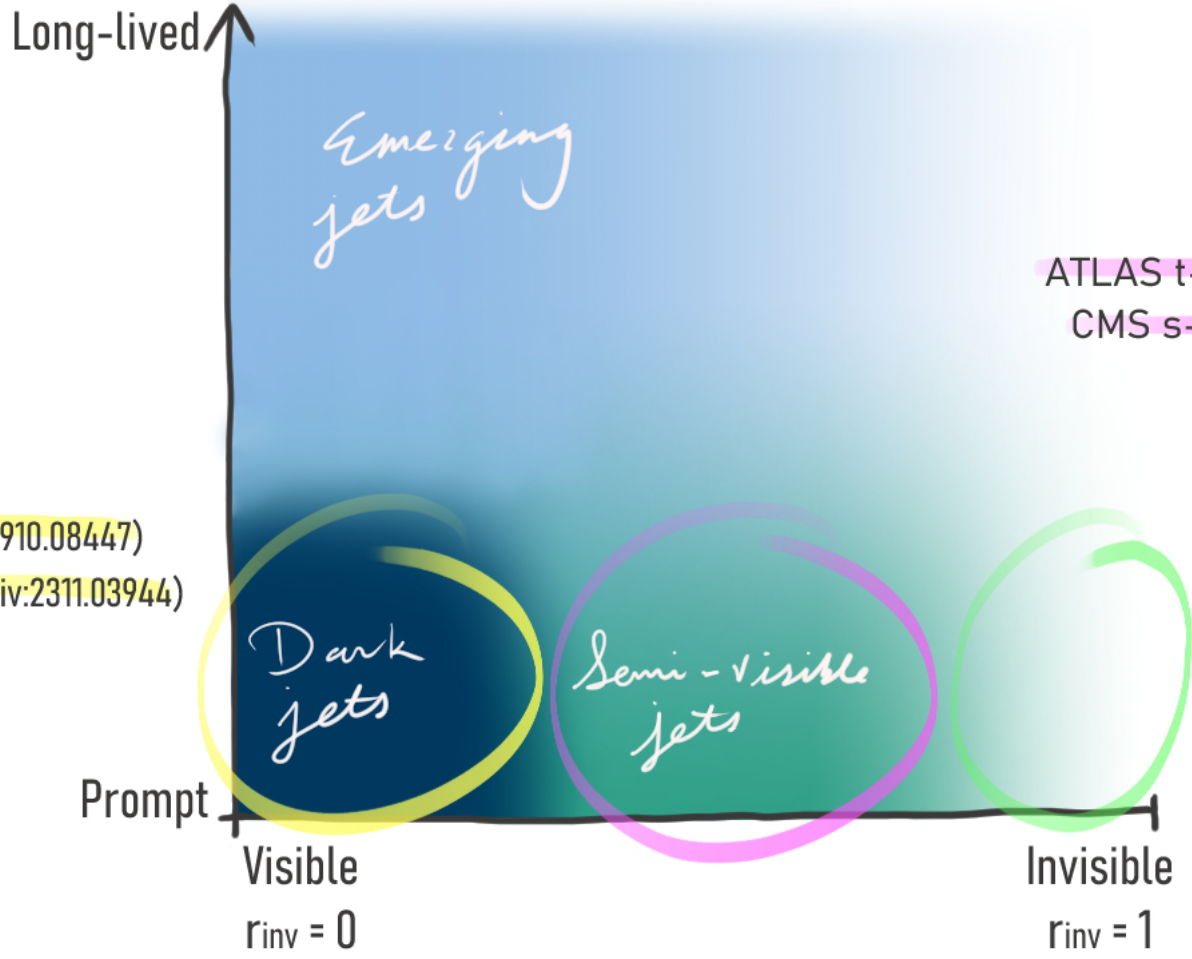 Long-lived
Emerging
jets
ATLAS t-
CMS s-
910.08447)
iv:2311.03944)
Dark
jets
Semi-visible
jets
Prompt
Visible
Invisible
rinv = 0
rinv = 1